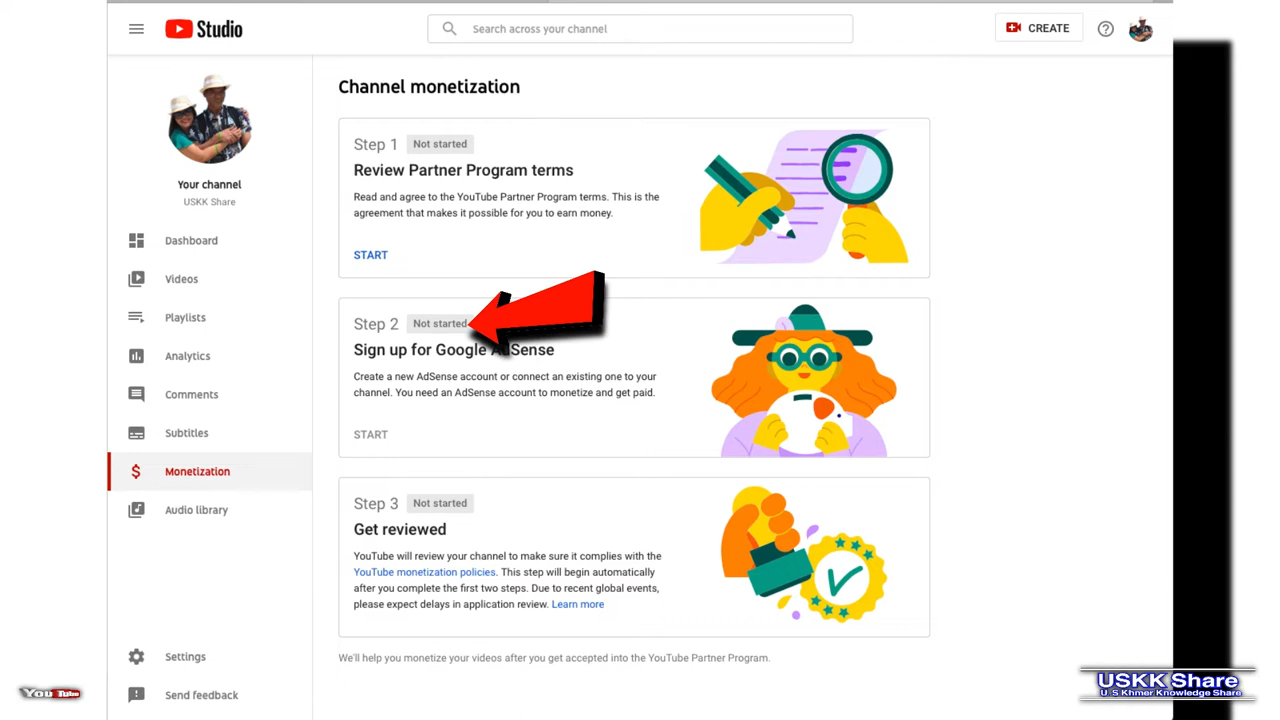 Studio
Search across your channel
CREATE
Your channel
USKK Share
Dashboard
Videos
Playlists
Analytics
Comments
Subtitles
Monetization
Audio library
Settings
Send feedback
Channel monetization
Step 1 Not started
Review Partner Program terms
Read and agree to the YouTube Partner Program terms. This is the
agreement that makes it possible for you to earn money.
START
Step 2 Not started
Sign up for Google AdSense
Create a new AdSense account or connect an existing one to your
channel. You need an AdSense account to monetize and get paid.
START
Step 3 Not started
Get reviewed
YouTube will review your channel to make sure it complies with the
YouTube monetization policies. This step will begin automatically
after you complete the first two steps. Due to recent global events,
please expect delays in application review. Learn more
We'll help you monetize your videos after you get accepted into the YouTube Partner Program.
YouTube
USKK Share
U.S Khmer Knowledge Share